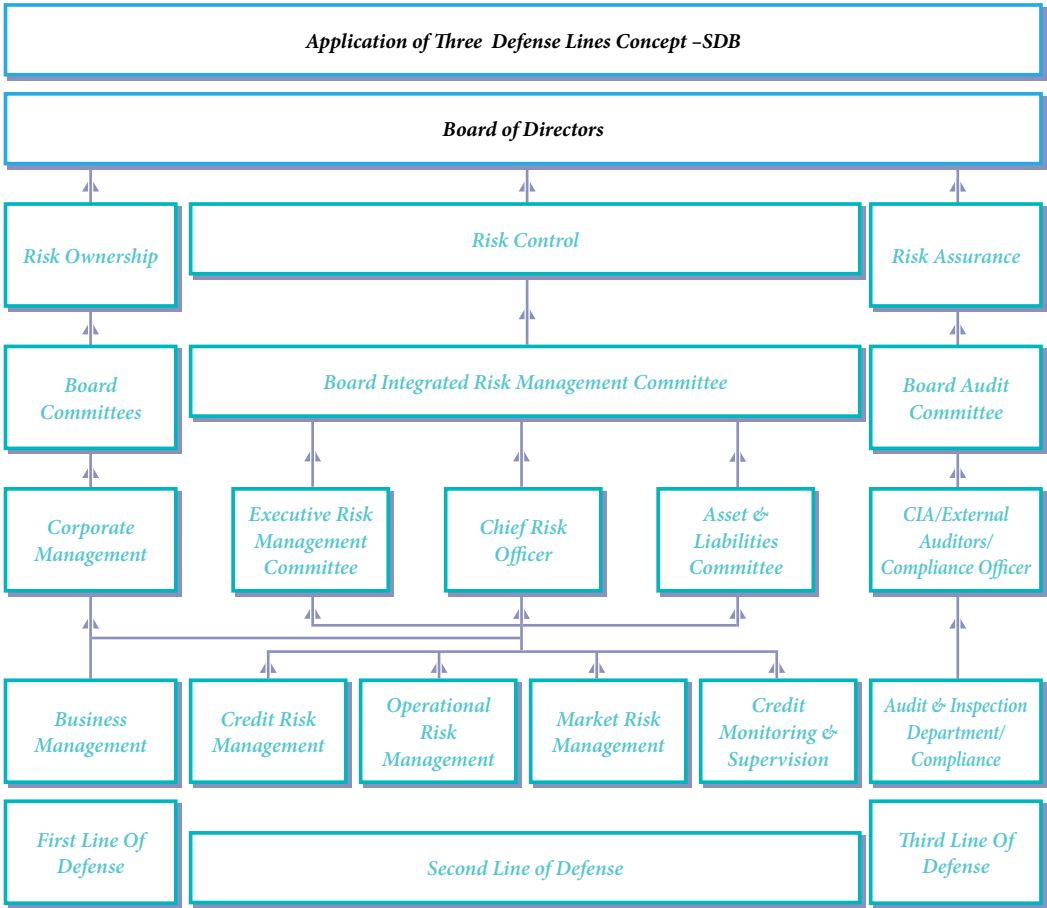 Application of Three Defense Lines Concept –SDB
Board of Directors
Risk Ownership
Risk Control
Risk Assurance
Board
Committees
Board Integrated Risk Management Committee
Board Audit
Committee
Corporate
Management
Executive Risk
Management
Committee
Chief Risk
Officer
Asset &
Liabilities
Committee
CIA/External
Auditors/
Compliance Officer
Business
Management
Credit Risk
Management
Operational
Risk
Management
Market Risk
Management
Credit
Monitoring &
Supervision
Audit & Inspection
Department/
Compliance
First Line Of
Defense
Second Line of Defense
Third Line Of
Defense